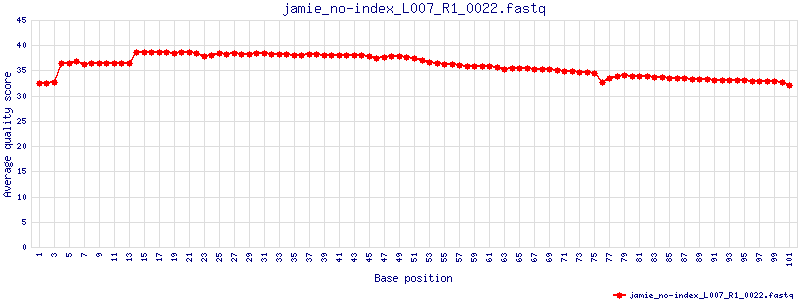 jamie_no-index_L007_R1_0022.fastq
Average quality score
45
40
35
30
25
20
15
10
5
0
1 3 5 7 9 11 13 15 17 19 21 23 25 27 29 31 33 35 37 39 41 43 45 47 49 51 53 55 57 59 61 63 65 67 69 71 73 75 77 79 81 83 85 87 89 91 93 95 97 99 101
Base position
jamie_no-index_L007_R1_0022.fastq